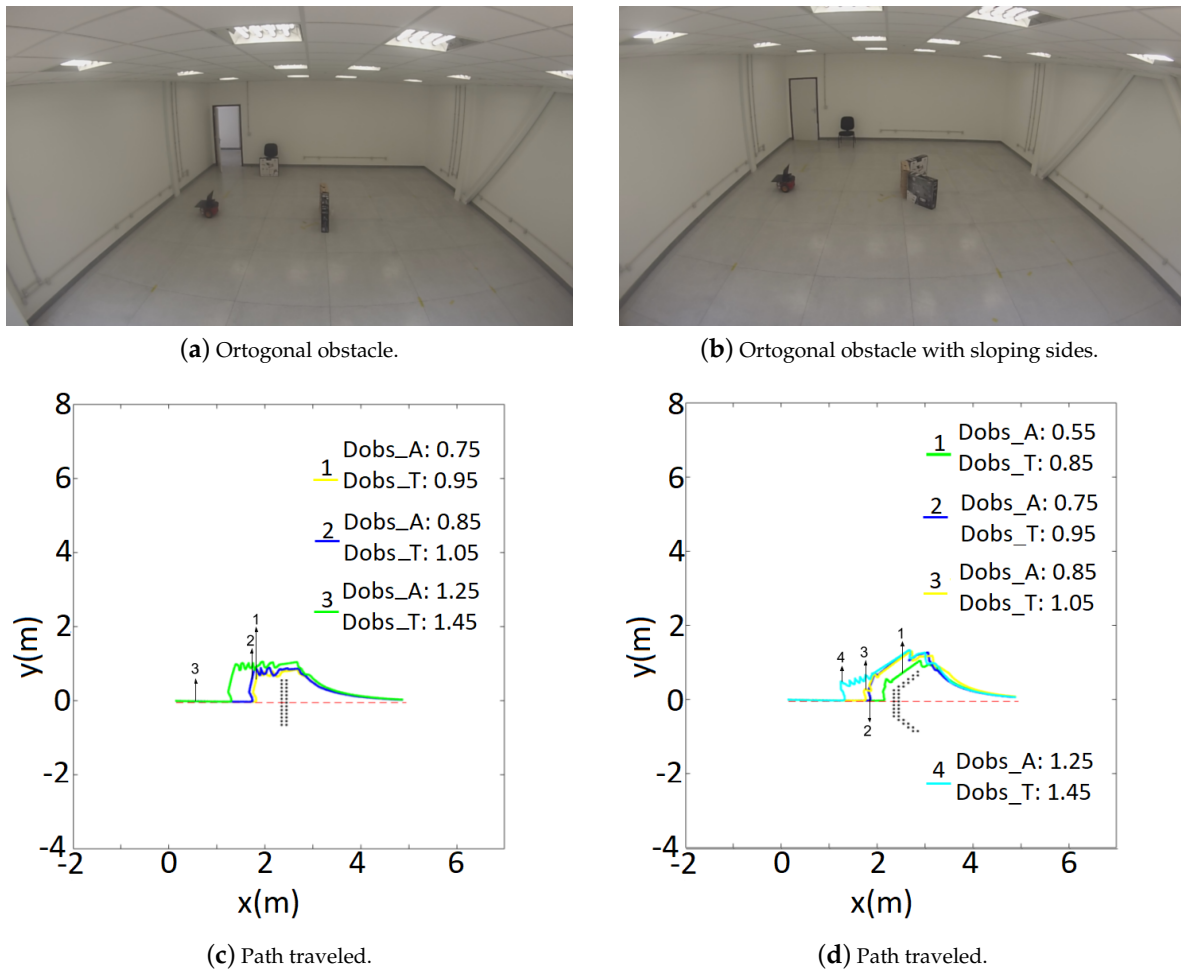 (a) Ortogonal obstacle.
(b) Ortogonal obstacle with sloping sides.
8
6
4
2
0
-2
-4
-2
0
2
4
6
y(m)
x(m)
1
Dobs_A: 0.75
Dobs_T: 0.95
2
Dobs_A: 0.85
Dobs_T: 1.05
3
Dobs_A: 1.25
Dobs_T: 1.45
1
2
3
(c) Path traveled.
8
6
4
2
0
-2
-4
-2
0
2
4
6
y(m)
x(m)
1
Dobs_A: 0.55
Dobs_T: 0.85
2
Dobs_A: 0.75
Dobs_T: 0.95
3
Dobs_A: 0.85
Dobs_T: 1.05
4
Dobs_A: 1.25
Dobs_T: 1.45
1
3
4
2
(d) Path traveled.